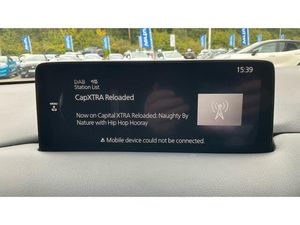 DAB
15:39
Station List
CapXTRA Reloaded
MENU
Now on Capital XTRA Reloaded: Naughty By
Nature with Hip Hop Hooray
Mobile device could not be connected.